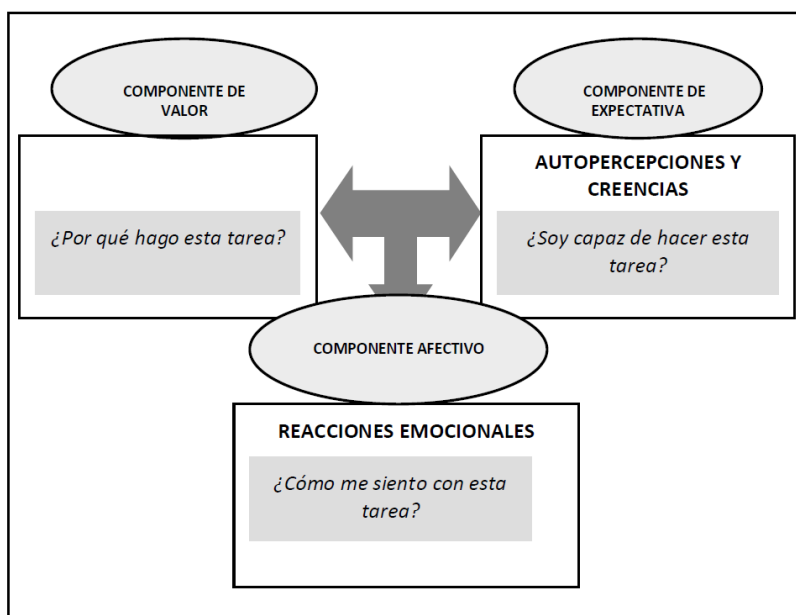 COMPONENTE DE
VALOR
¿Por qué hago esta tarea?
COMPONENTE DE
EXPECTATIVA
AUTOPERCEPCIONES Y
CREENCIAS
¿Soy capaz de hacer esta
tarea?
COMPONENTE AFECTIVO
REACCIONES EMOCIONALES
¿Cómo me siento con esta
tarea?